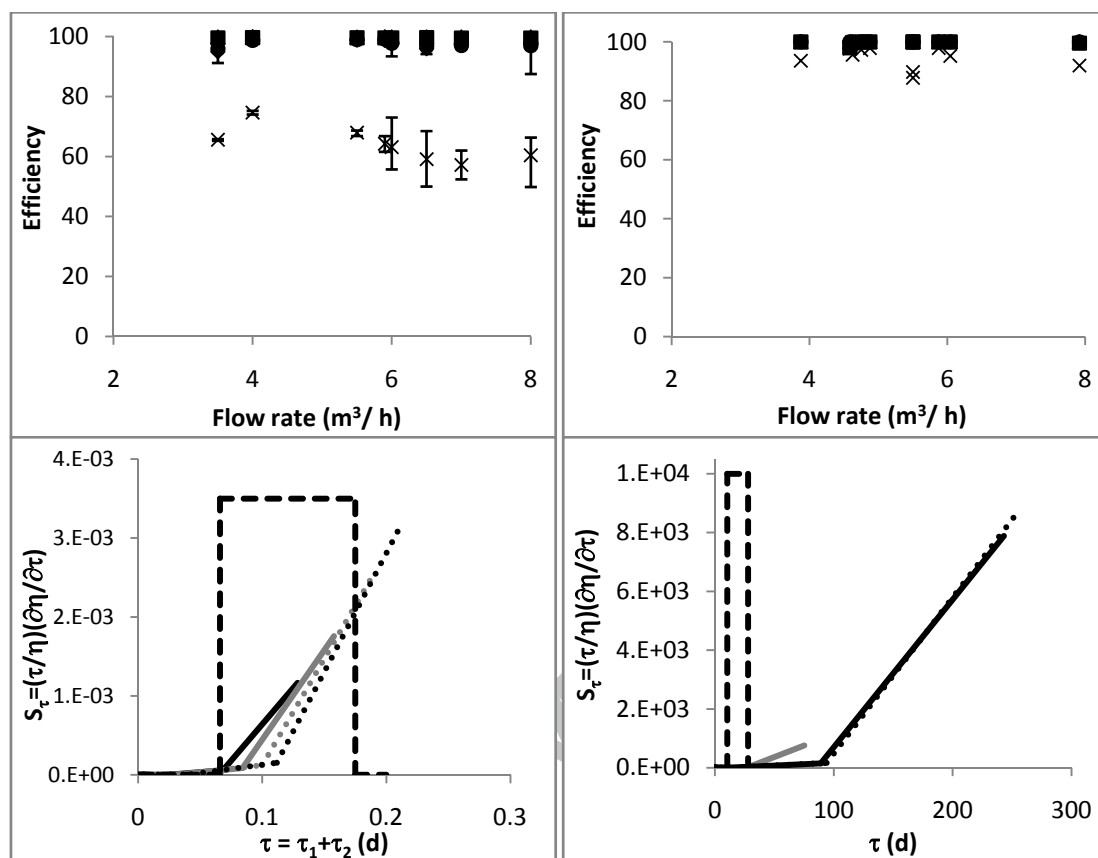 100
80
60
40
20
0
Efficiency
2 4 6 8
Flow rate (m³/ h)
100
80
60
40
20
0
Efficiency
2 4 6 8
Flow rate (m³/ h)
4.E-03
3.E-03
2.E-03
1.E-03
0.E+00
Sτ=(τ/η)(∂η/∂τ)
0 0.1 0.2 0.3
τ = τ₁+τ₂ (d)
1.E+04
8.E+03
6.E+03
4.E+03
2.E+03
0.E+00
Sτ=(τ/η)(∂η/∂τ)
0 100 200 300
τ (d)